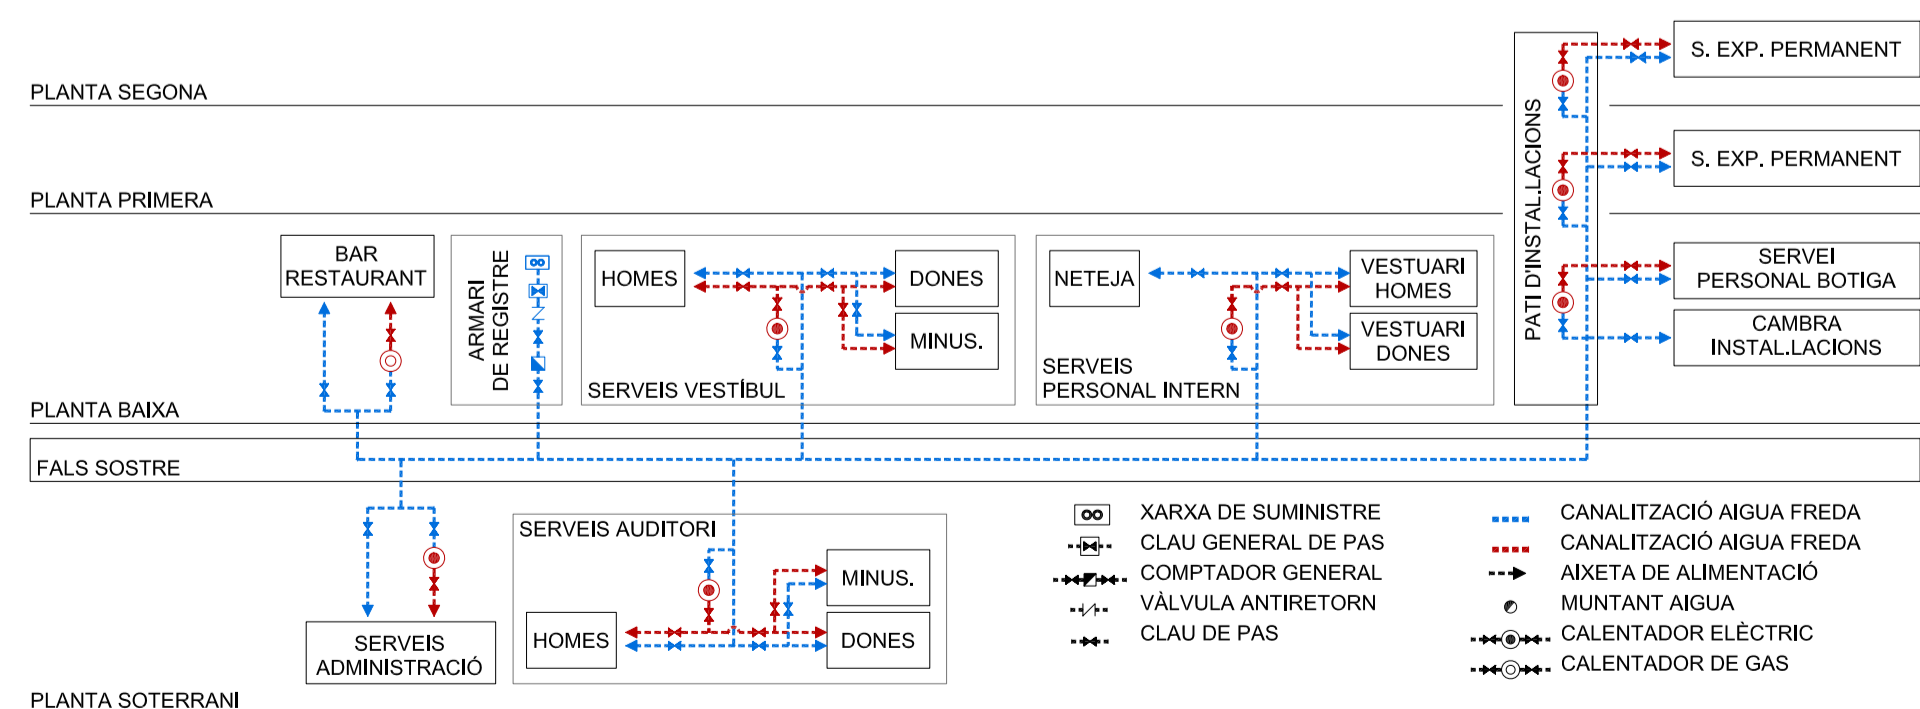 S. EXP. PERMANENT
PLANTA SEGONA
S. EXP. PERMANENT
PLANTA PRIMERA
PATI D'INSTAL.LACIONS
BAR
RESTAURANT
ARMARI
DE REGISTRE
HOMES
DONES
MINUS.
SERVEIS VESTÍBUL
NETEJA
VESTUARI
HOMES
VESTUARI
DONES
SERVEIS
PERSONAL INTERN
SERVEI
PERSONAL BOTIGA
CAMBRA
INSTAL.LACIONS
PLANTA BAIXA
FALS SOSTRE
SERVEIS AUDITORI
MINUS.
HOMES
DONES
SERVEIS
ADMINISTRACIÓ
PLANTA SOTERRANI
XARXA DE SUMINISTRE
CLAU GENERAL DE PAS
COMPTADOR GENERAL
VÀLVULA ANTIRETORN
CLAU DE PAS
CANALITZACIÓ AIGUA FREDA
CANALITZACIÓ AIGUA FREDA
AIXETA DE ALIMENTACIÓ
MUNTANT AIGUA
CALENTADOR ELÈCTRIC
CALENTADOR DE GAS